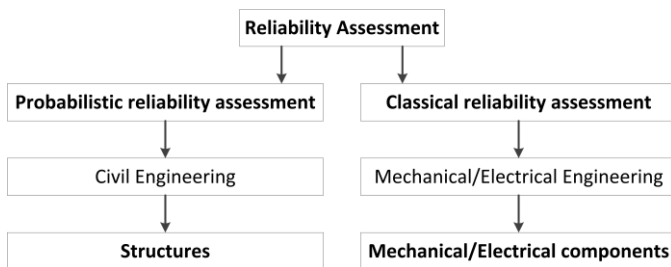 Reliability Assessment
Probabilistic reliability assessment
Classical reliability assessment
Civil Engineering
Mechanical/Electrical Engineering
Structures
Mechanical/Electrical components